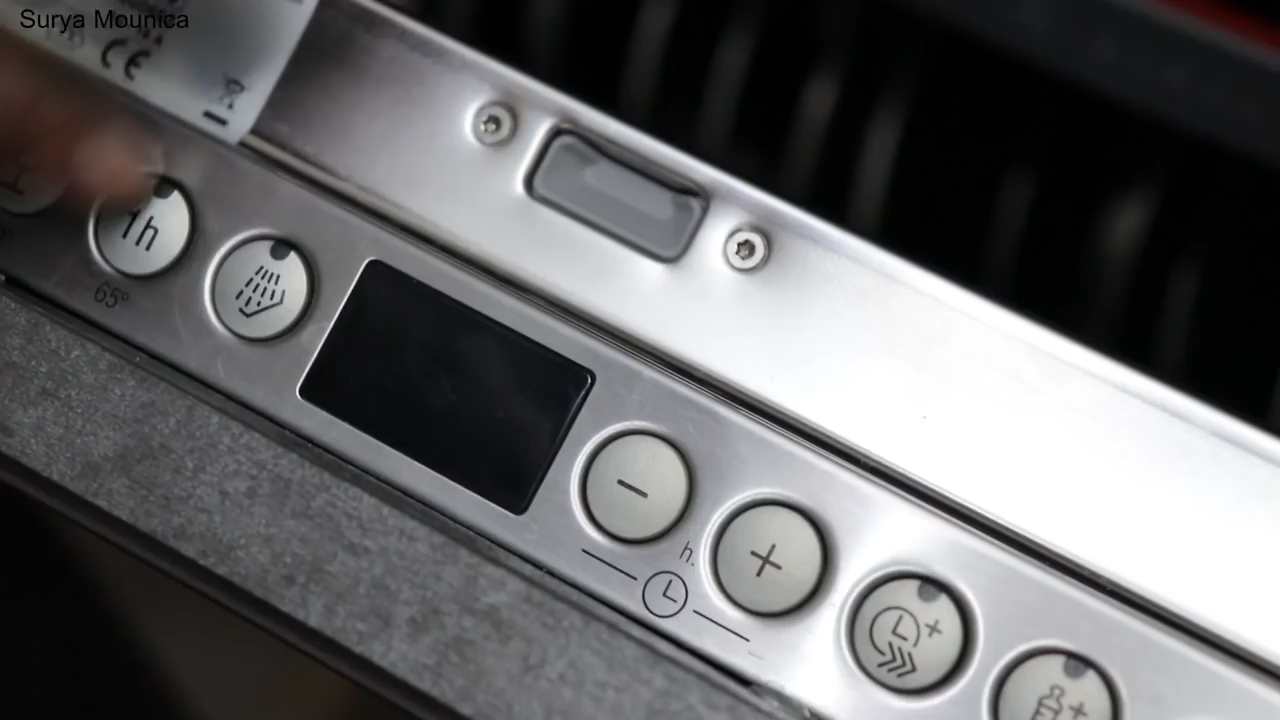 Surya Mounica
CE
1h
65°
−
+
h.
+
+